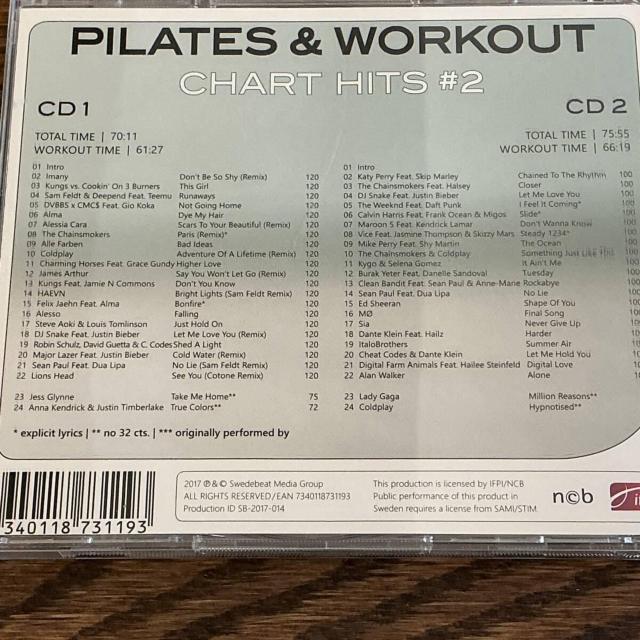 PILATES & WORKOUT
CHART HITS #2
CD 1
TOTAL TIME | 70:11
WORKOUT TIME | 61:27
01 Intro
02 Imany Don't Be So Shy (Remix) 120
03 Kungs vs. Cookin' On 3 Burners This Girl 120
04 Sam Feldt & Deepend Feat. Teemu Runaways 120
05 DVBBS x CMC$ Feat. Gio Koka Not Going Home 120
06 Alma Dye My Hair 120
07 Alessia Cara Scars To Your Beautiful (Remix) 120
08 The Chainsmokers Paris (Remix)* 120
09 Alle Farben Bad Ideas 120
10 Coldplay Adventure Of A Lifetime (Remix) 120
11 Charming Horses Feat. Grace Gundy Higher Love 120
12 James Arthur Say You Won't Let Go (Remix) 120
13 Kungs Feat. Jamie N Commons Don't You Know 120
14 HAEVN Bright Lights (Sam Feldt Remix) 120
15 Felix Jaehn Feat. Alma Bonfire* 120
16 Alesso Falling 120
17 Steve Aoki & Louis Tomlinson Just Hold On 120
18 DJ Snake Feat. Justin Bieber Let Me Love You (Remix) 120
19 Robin Schulz, David Guetta & C. Codes Shed A Light 120
20 Major Lazer Feat. Justin Bieber Cold Water (Remix) 120
21 Sean Paul Feat. Dua Lipa No Lie (Sam Feldt Remix) 120
22 Lions Head See You (Cotone Remix) 120
23 Jess Glynne Take Me Home** 75
24 Anna Kendrick & Justin Timberlake True Colors** 72
* explicit lyrics | ** no 32 cts. | *** originally performed by
CD 2
TOTAL TIME | 75:55
WORKOUT TIME | 66:19
01 Intro
02 Katy Perry Feat. Skip Marley Chained To The Rhythm 100
03 The Chainsmokers Feat. Halsey Closer 100
04 DJ Snake Feat. Justin Bieber Let Me Love You 100
05 The Weeknd Feat. Daft Punk I Feel It Coming* 100
06 Calvin Harris Feat. Frank Ocean & Migos Slide* 100
07 Maroon 5 Feat. Kendrick Lamar Don't Wanna Know 100
08 Vice Feat. Jasmine Thompson & Skizzy Mars Steady 1234* 100
09 Mike Perry Feat. Shy Martin The Ocean 100
10 The Chainsmokers & Coldplay Something Just Like This 100
11 Kygo & Selena Gomez It Ain't Me 100
12 Burak Yeter Feat. Danelle Sandoval Tuesday 100
13 Clean Bandit Feat. Sean Paul & Anne-Marie Rockabye 100
14 Sean Paul Feat. Dua Lipa No Lie 100
15 Ed Sheeran Shape Of You 100
16 MØ Final Song 100
17 Sia Never Give Up 100
18 Dante Klein Feat. Hailz Harder 100
19 ItaloBrothers Summer Air 100
20 Cheat Codes & Dante Klein Let Me Hold You
21 Digital Farm Animals Feat. Hailee Steinfeld Digital Love
22 Alan Walker Alone
23 Lady Gaga Million Reasons**
24 Coldplay Hypnotised**
340118 731193
2017 ℗ & © Swedebeat Media Group
ALL RIGHTS RESERVED / EAN 7340118731193
Production ID SB-2017-014
This production is licensed by IFPI/NCB
Public performance of this product in
Sweden requires a license from SAMI/STIM.
ncb